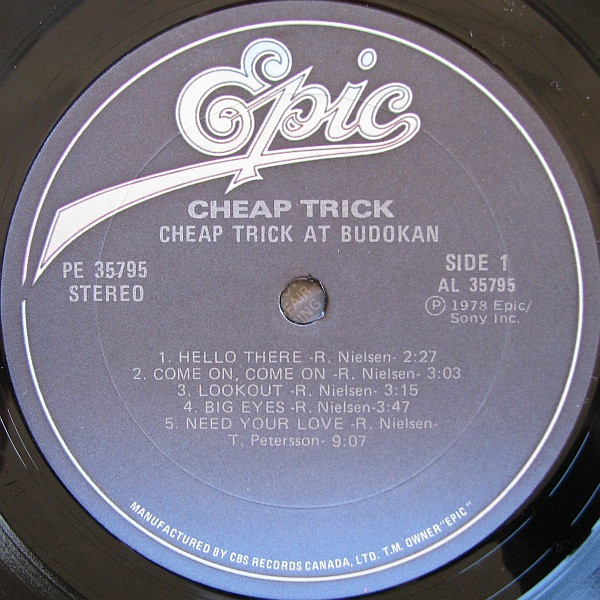 Epic
CHEAP TRICK
CHEAP TRICK AT BUDOKAN
PE 35795
STEREO
SIDE 1
AL 35795
Ⓟ 1978 Epic/
Sony Inc.
1. HELLO THERE -R. Nielsen- 2:27
2. COME ON, COME ON -R. Nielsen- 3:03
3. LOOKOUT -R. Nielsen- 3:15
4. BIG EYES -R. Nielsen-3:47
5. NEED YOUR LOVE -R. Nielsen-
T. Petersson- 9:07
MANUFACTURED BY CBS RECORDS CANADA, LTD. T.M. OWNER "EPIC"